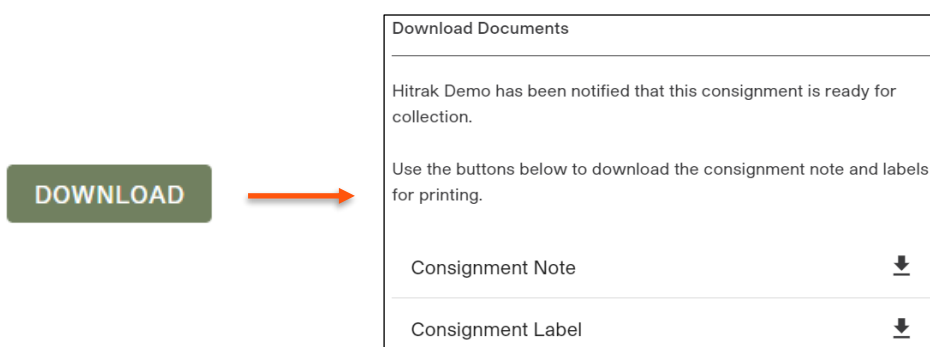 DOWNLOAD
Download Documents
Hitrak Demo has been notified that this consignment is ready for
collection.
Use the buttons below to download the consignment note and labels
for printing.
Consignment Note
Consignment Label